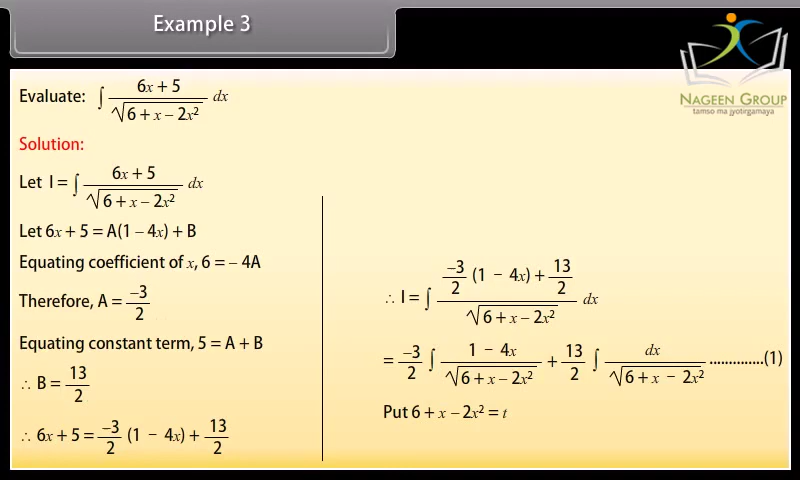 Example 3
NAGEEN GROUP
tamso ma jyotirgamaya
Evaluate: ∫ (6x + 5)/√(6 + x − 2x²) dx
Solution:
Let I = ∫ (6x + 5)/√(6 + x − 2x²) dx
Let 6x + 5 = A(1 − 4x) + B
Equating coefficient of x, 6 = − 4A
Therefore, A = −3/2
Equating constant term, 5 = A + B
∴ B = 13/2
∴ 6x + 5 = −3/2 (1 − 4x) + 13/2
∴ I = ∫ (−3/2 (1 − 4x) + 13/2)/√(6 + x − 2x²) dx
= −3/2 ∫ (1 − 4x)/√(6 + x − 2x²) + 13/2 ∫ dx/√(6 + x − 2x²) ..............(1)
Put 6 + x − 2x² = t